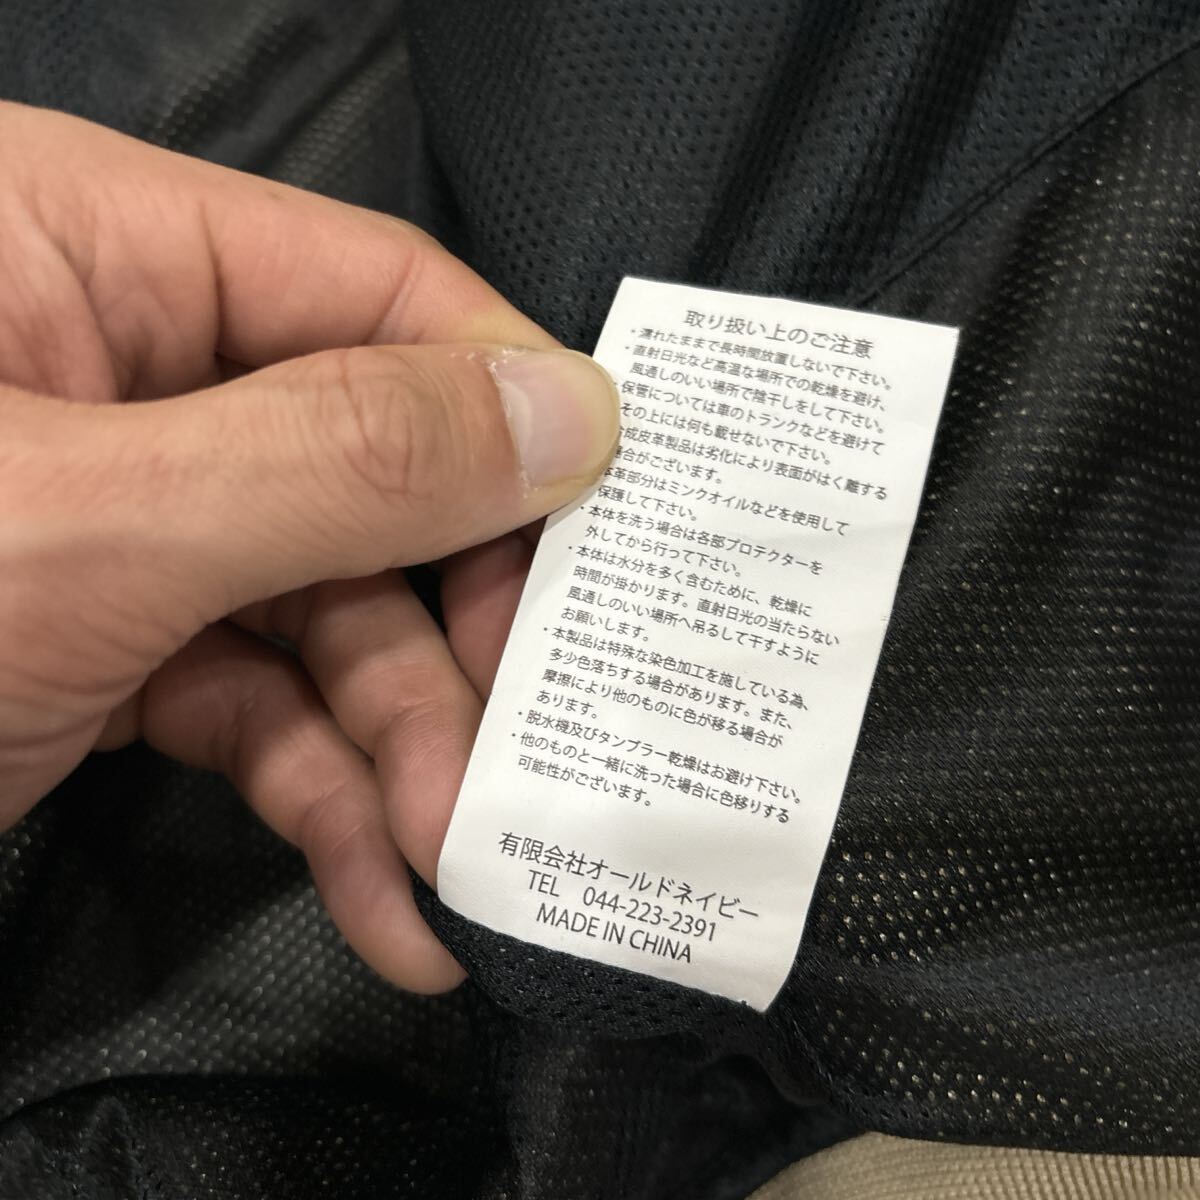 取り扱い上のご注意
・濡れたままで長時間放置しないで下さい。
・直射日光など高温な場所での乾燥を避け、
風通しのいい場所で陰干しをして下さい。
・保管については車のトランクなどを避けて
その上には何も載せないで下さい。
合成皮革製品は劣化により表面がはく離する
場合がございます。
本革部分はミンクオイルなどを使用して
保護して下さい。
・本体を洗う場合は各部プロテクターを
外してから行って下さい。
・本体は水分を多く含むために、乾燥に
時間が掛かります。直射日光の当たらない
風通しのいい場所へ吊るして干すように
お願いします。
・本製品は特殊な染色加工を施している為、
多少色落ちする場合があります。また、
摩擦により他のものに色が移る場合が
あります。
・脱水機及びタンブラー乾燥はお避け下さい。
・他のものと一緒に洗った場合に色移りする
可能性がございます。
有限会社オールドネイビー
TEL 044-223-2391
MADE IN CHINA